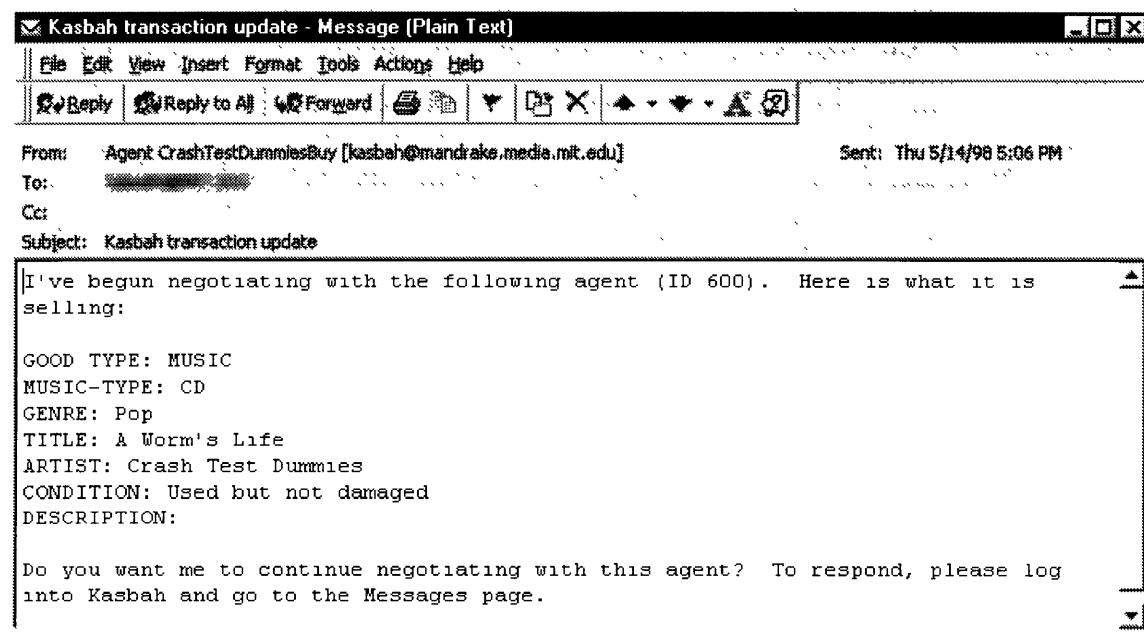 Kasbah transaction update - Message (Plain Text)
File Edit View Insert Format Tools Actions Help
Reply Reply to All Forward
From: Agent CrashTestDummiesBuy [kasbah@mandrake.media.mit.edu] Sent: Thu 5/14/98 5:06 PM
To:
Cc:
Subject: Kasbah transaction update
I've begun negotiating with the following agent (ID 600). Here is what it is
selling:
GOOD TYPE: MUSIC
MUSIC-TYPE: CD
GENRE: Pop
TITLE: A Worm's Life
ARTIST: Crash Test Dummies
CONDITION: Used but not damaged
DESCRIPTION:
Do you want me to continue negotiating with this agent? To respond, please log
into Kasbah and go to the Messages page.